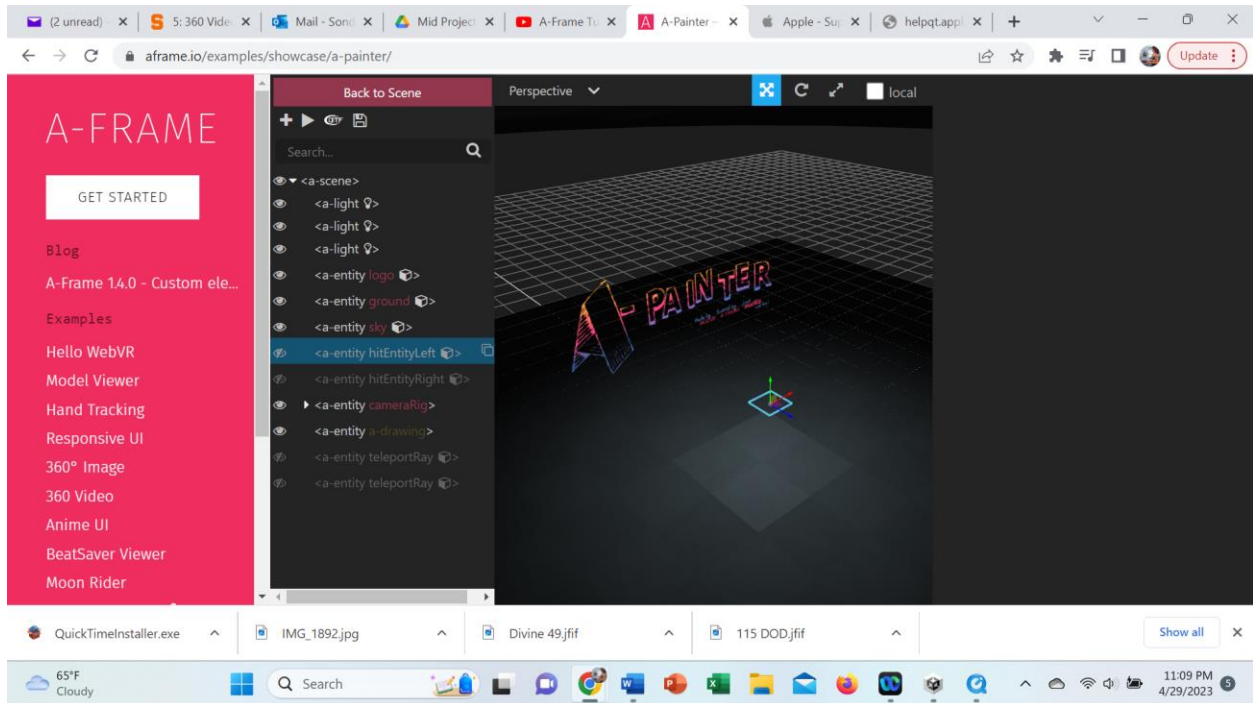 (2 unread)
5: 360 Vide
Mail - Sond
Mid Project
A-Frame Tu
A-Painter –
Apple - Sup
helpqt.appl
aframe.io/examples/showcase/a-painter/
Update
A-FRAME
GET STARTED
Blog
A-Frame 1.4.0 - Custom ele...
Examples
Hello WebVR
Model Viewer
Hand Tracking
Responsive UI
360° Image
360 Video
Anime UI
BeatSaver Viewer
Moon Rider
Back to Scene
Search...
<a-scene>
<a-light >
<a-light >
<a-light >
<a-entity logo >
<a-entity ground >
<a-entity sky >
<a-entity hitEntityLeft >
<a-entity hitEntityRight >
<a-entity cameraRig>
<a-entity a-drawing>
<a-entity teleportRay >
<a-entity teleportRay >
Perspective
local
A-PAINTER
QuickTimeInstaller.exe
IMG_1892.jpg
Divine 49.jfif
115 DOD.jfif
Show all
65°F
Cloudy
Search
11:09 PM
4/29/2023
5